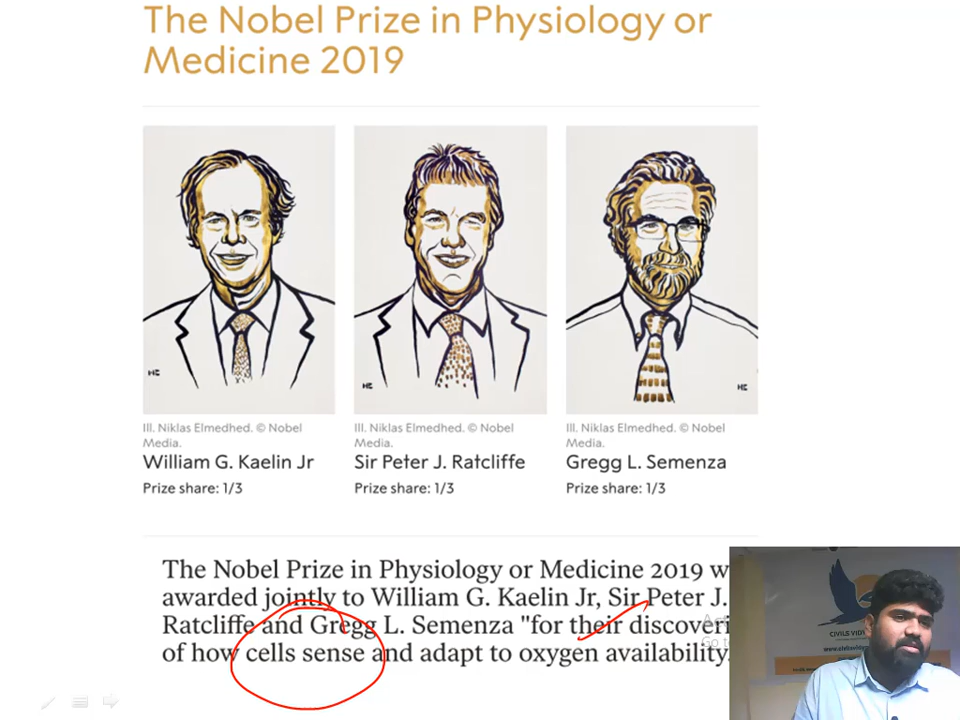 The Nobel Prize in Physiology or
Medicine 2019
Ill. Niklas Elmedhed. © Nobel
Media.
William G. Kaelin Jr
Prize share: 1/3
Ill. Niklas Elmedhed. © Nobel
Media.
Sir Peter J. Ratcliffe
Prize share: 1/3
Ill. Niklas Elmedhed. © Nobel
Media.
Gregg L. Semenza
Prize share: 1/3
The Nobel Prize in Physiology or Medicine 2019 w
awarded jointly to William G. Kaelin Jr, Sir Peter J.
Ratcliffe and Gregg L. Semenza "for their discoveri
of how cells sense and adapt to oxygen availability.
CIVILS